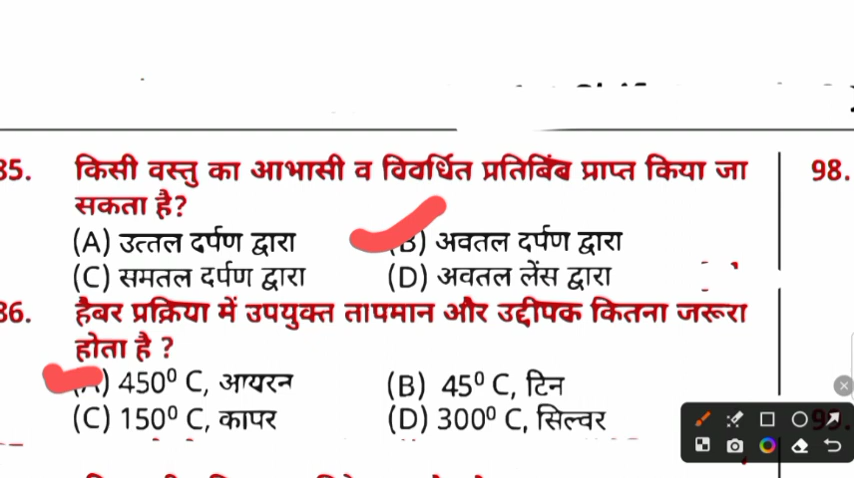 35. किसी वस्तु का आभासी व विवर्धित प्रतिबिंब प्राप्त किया जा
सकता है?
(A) उत्तल दर्पण द्वारा (B) अवतल दर्पण द्वारा
(C) समतल दर्पण द्वारा (D) अवतल लेंस द्वारा
36. हैबर प्रक्रिया में उपयुक्त तापमान और उद्दीपक कितना जरूरा
होता है ?
(A) 450⁰ C, आयरन (B) 45⁰ C, टिन
(C) 150⁰ C, कापर (D) 300⁰ C, सिल्वर
98.